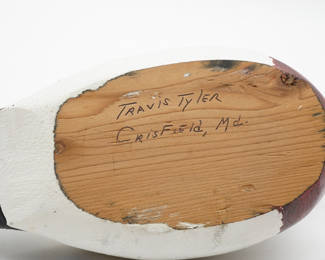 Travis Tyler
Crisfield, Md.